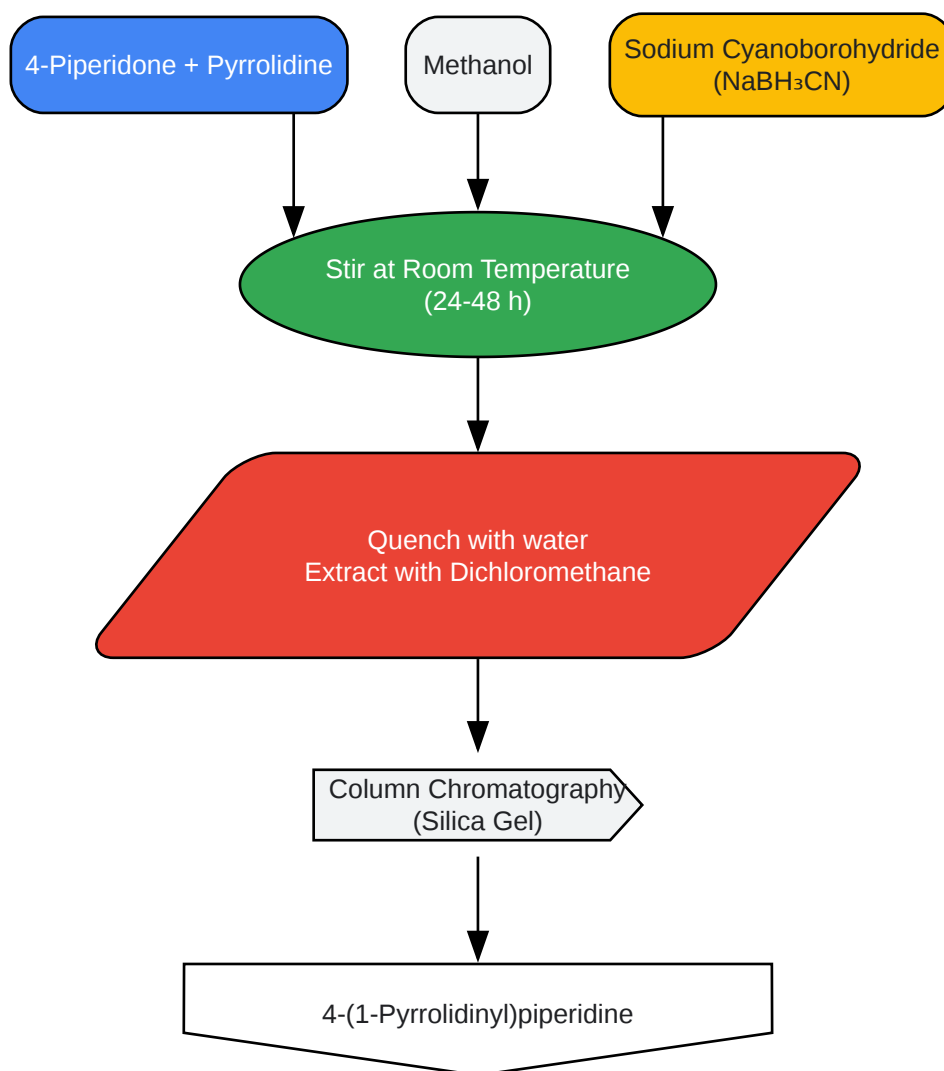 4-Piperidone + Pyrrolidine
Methanol
Sodium Cyanoborohydride
(NaBH₃CN)
Stir at Room Temperature
(24-48 h)
Quench with water
Extract with Dichloromethane
Column Chromatography
(Silica Gel)
4-(1-Pyrrolidinyl)piperidine